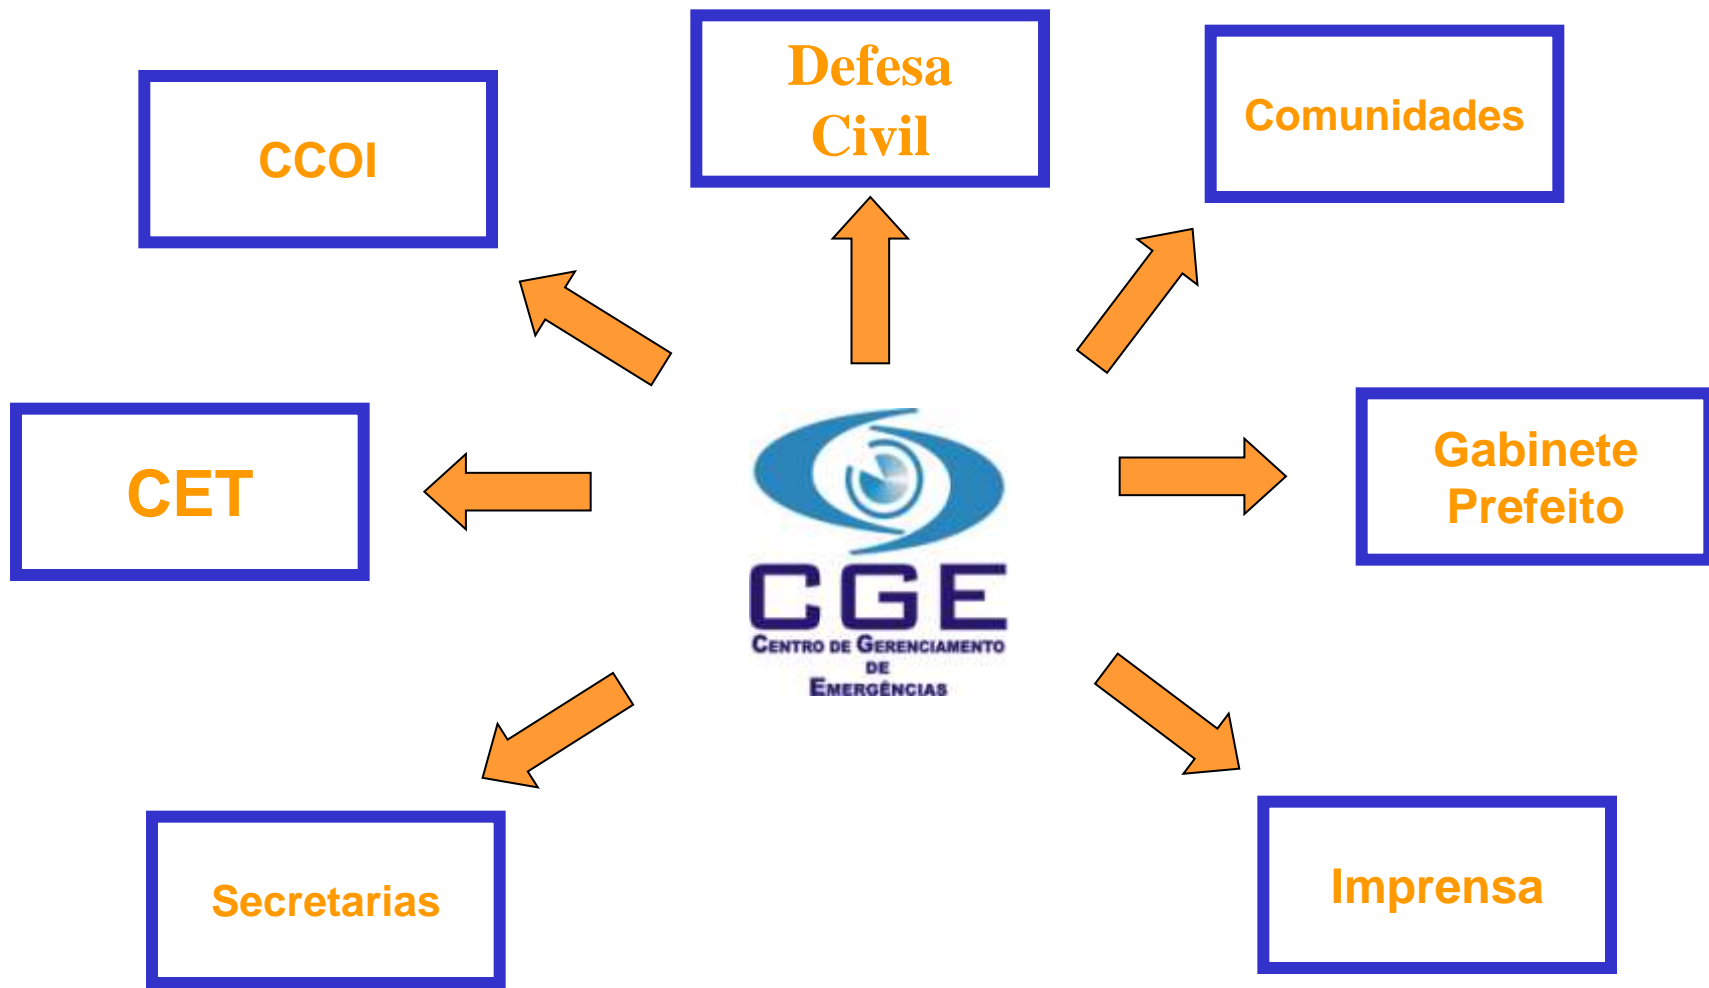 Defesa
Civil
Comunidades
CCOI
Gabinete
Prefeito
CET
CGE
CENTRO DE GERENCIAMENTO
DE
EMERGÊNCIAS
Secretarias
Imprensa